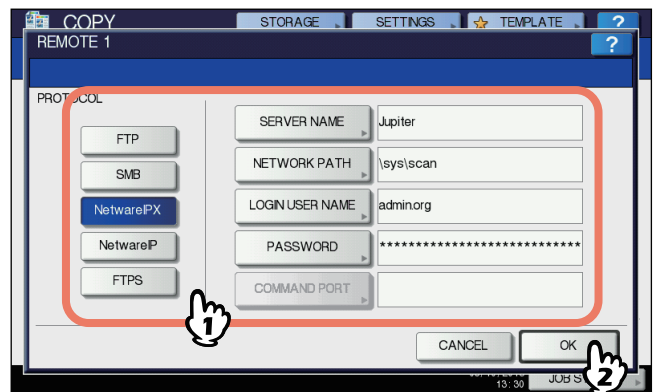 COPY STORAGE SETTINGS TEMPLATE ?
REMOTE 1 ?
PROTOCOL
FTP
SMB
NetwareIPX
NetwareIP
FTPS
SERVER NAME Jupiter
NETWORK PATH \sys\scan
LOGIN USER NAME admin.org
PASSWORD ****************************
COMMAND PORT
1
CANCEL OK
2
13:30 JOB S